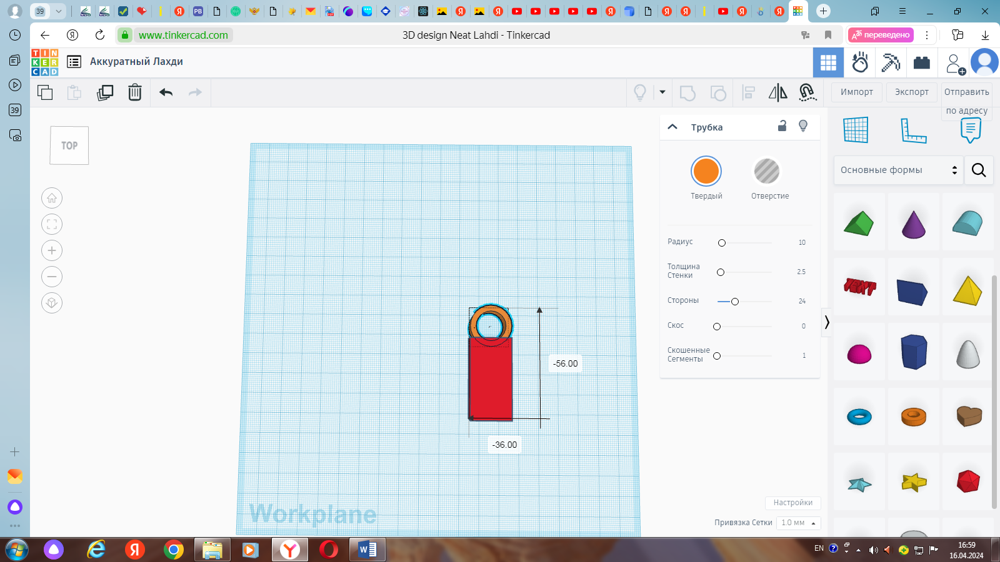 39
www.tinkercad.com
3D design Neat Lahdi - Tinkercad
переведено
39
TIN
KER
CAD
Аккуратный Лахди
Импорт
Экспорт
Отправить
по адресу
TOP
Трубка
Твердый
Отверстие
Радиус
10
Толщина
Стенки
2.5
Стороны
24
Скос
0
Скошенные
Сегменты
1
Основные формы
TEXT
-56.00
-36.00
Workplane
Настройки
Привязка Сетки
1.0 мм
EN
16:59
16.04.2024